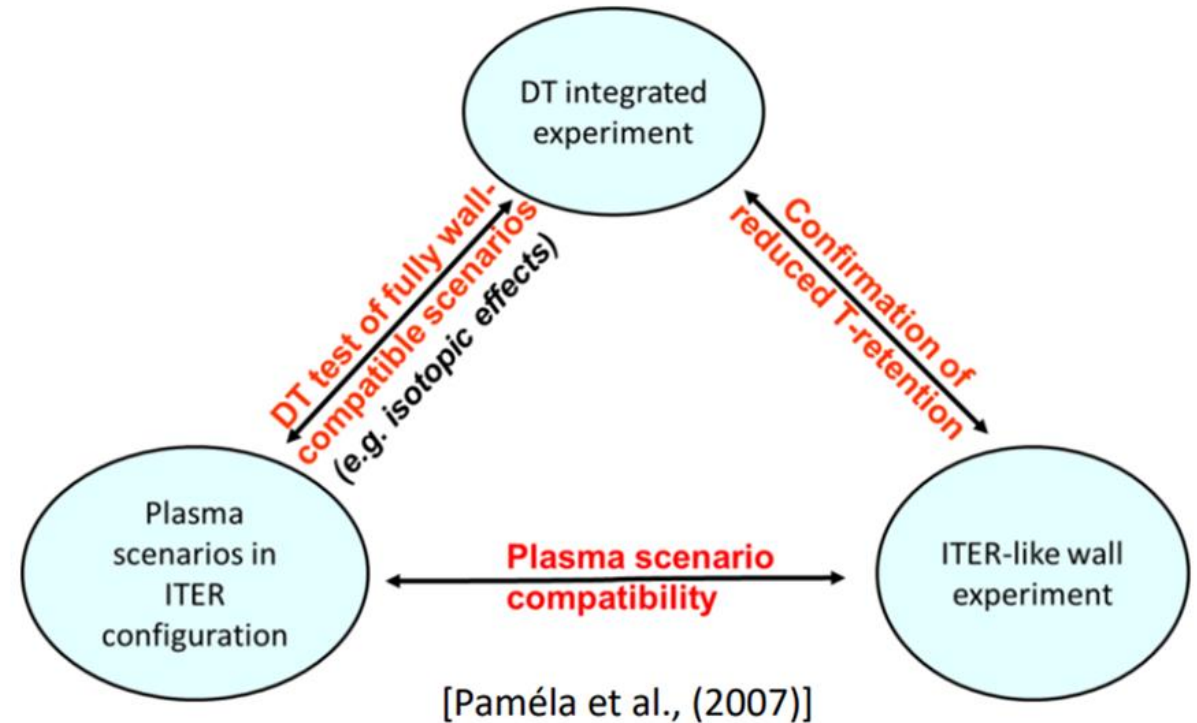 DT integrated
experiment
DT test of fully wall-
compatible scenarios
(e.g. isotopic effects)
Confirmation of
reduced T-retention
Plasma
scenarios in
ITER
configuration
Plasma scenario
compatibility
ITER-like wall
experiment
[Paméla et al., (2007)]